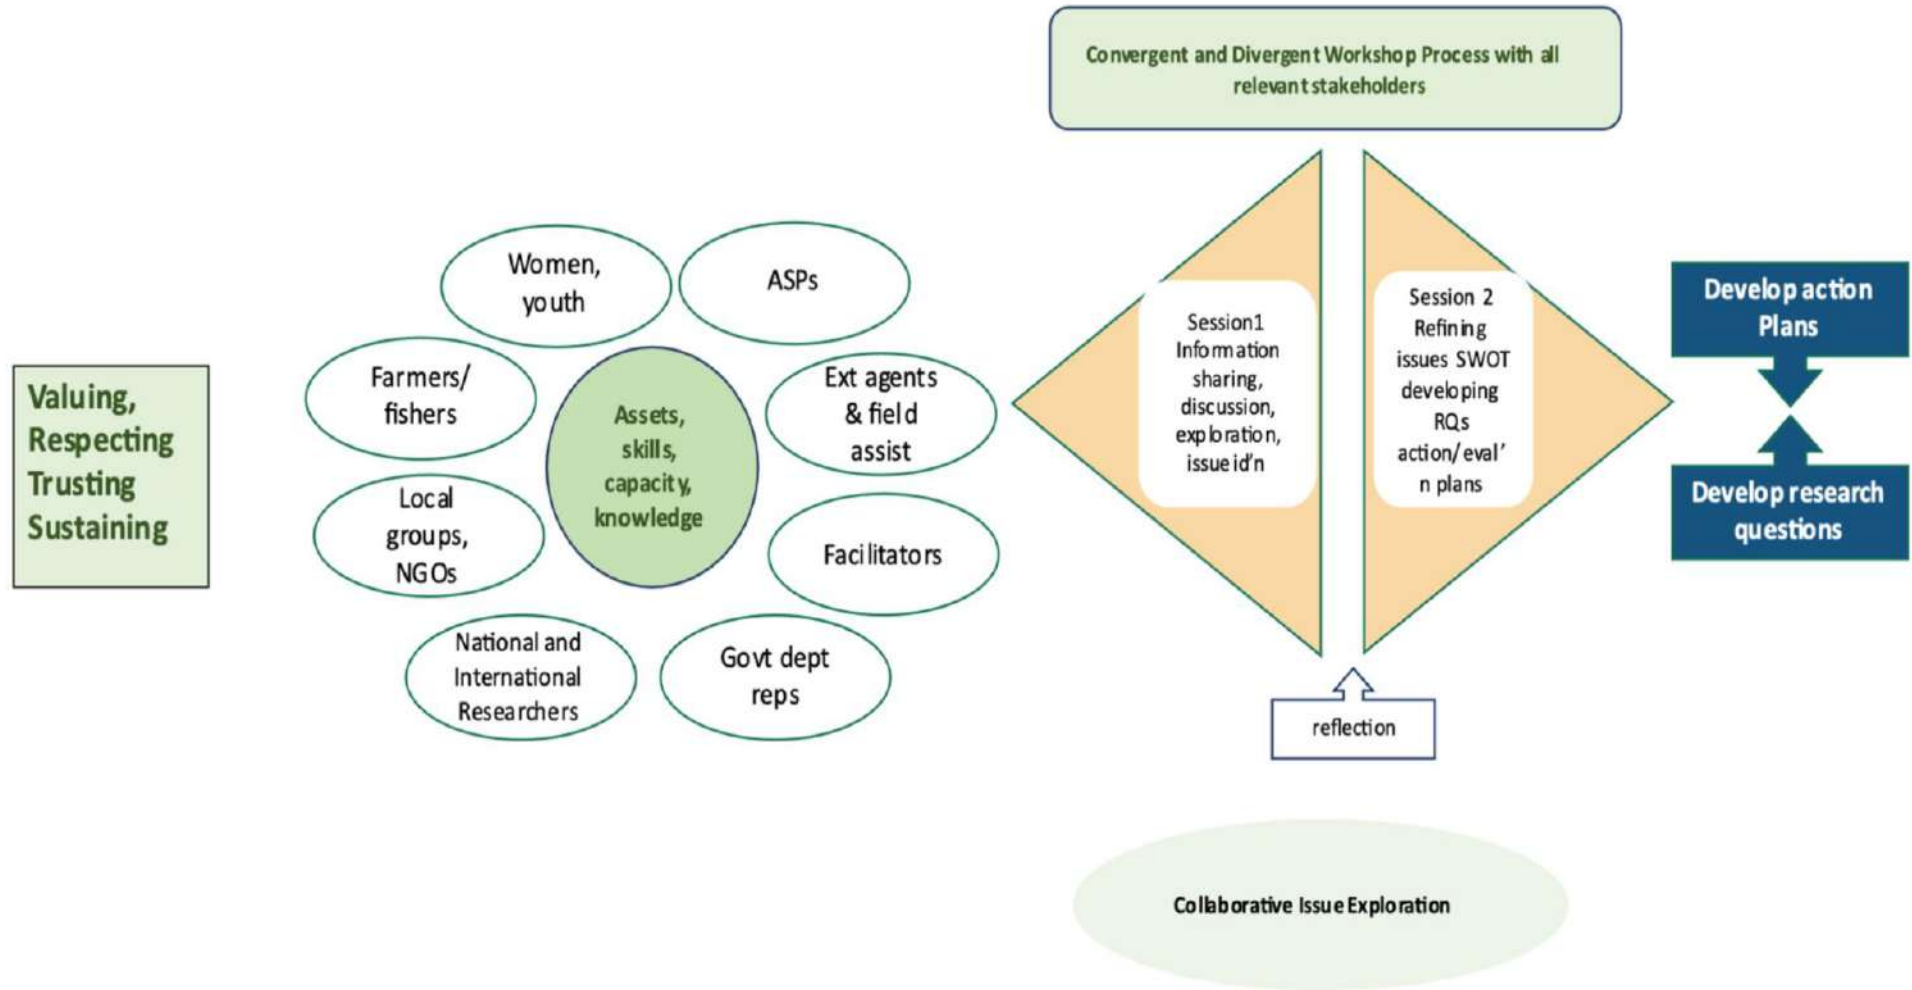 Convergent and Divergent Workshop Process with all
relevant stakeholders
Valuing,
Respecting
Trusting
Sustaining
Women,
youth
ASPs
Farmers/
fishers
Assets,
skills,
capacity,
knowledge
Ext agents
& field
assist
Local
groups,
NGOs
Facilitators
National and
International
Researchers
Govt dept
reps
Session1
Information
sharing,
discussion,
exploration,
issue id'n
Session 2
Refining
issues SWOT
developing
RQs
action/eval'
n plans
Develop action
Plans
Develop research
questions
reflection
Collaborative Issue Exploration